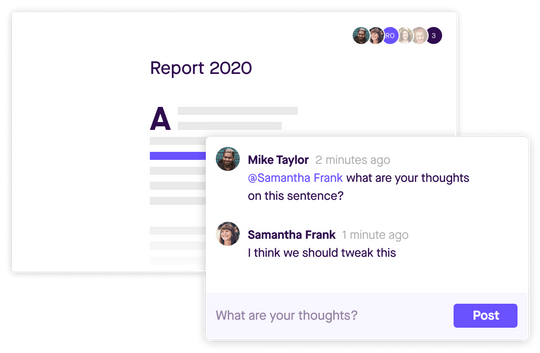 RO 3
Report 2020
A
Mike Taylor 2 minutes ago
@Samantha Frank what are your thoughts
on this sentence?
Samantha Frank 1 minute ago
I think we should tweak this
What are your thoughts? Post